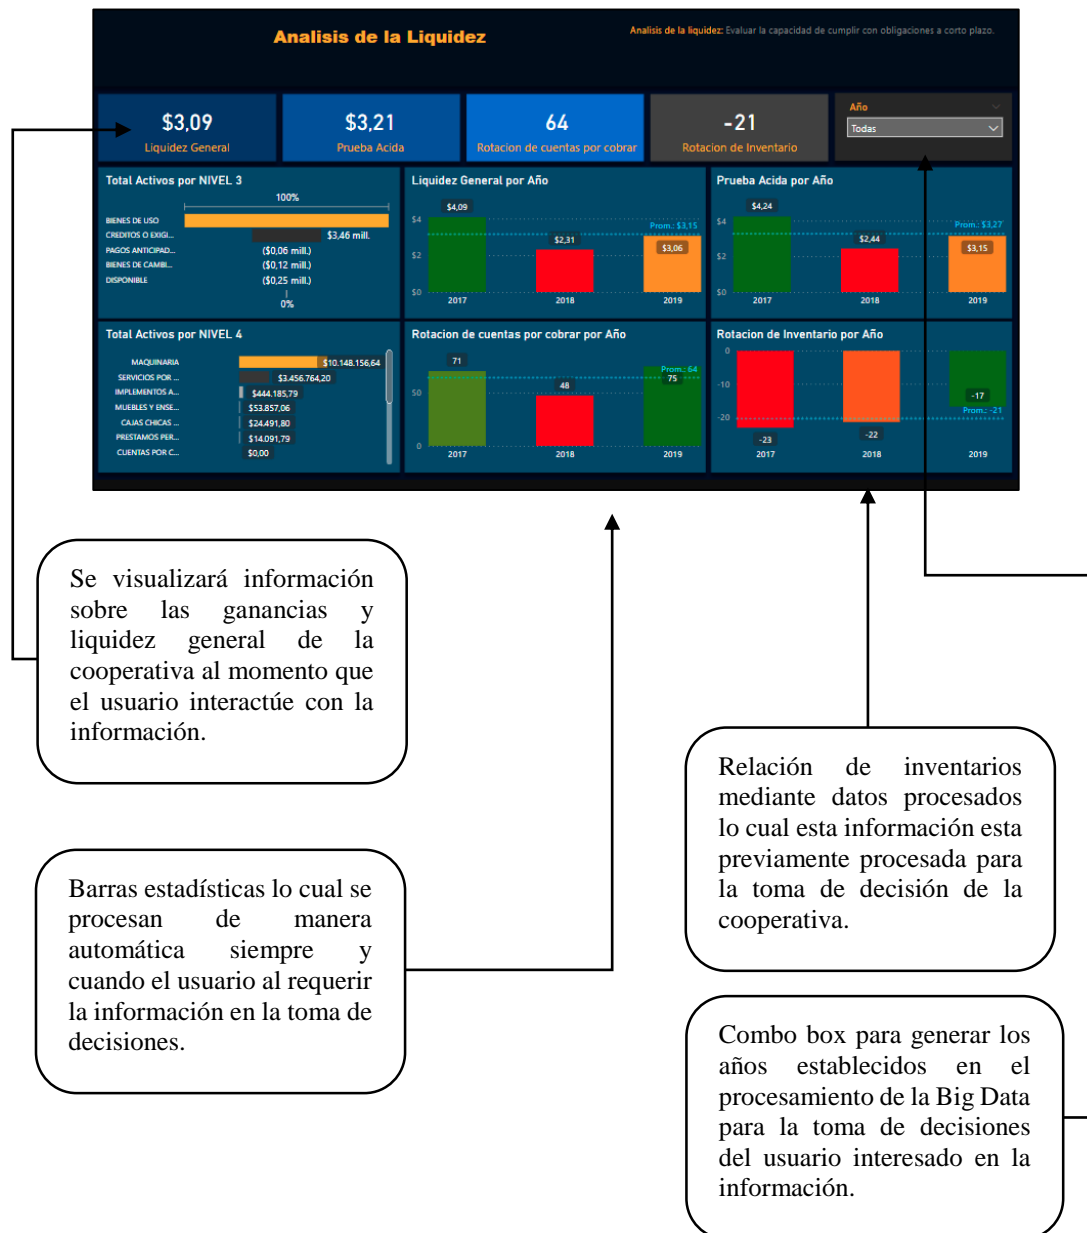 Analisis de la Liquidez
Analisis de la liquidez: Evaluar la capacidad de cumplir con obligaciones a corto plazo.
$3,09
Liquidez General
$3,21
Prueba Acida
64
Rotacion de cuentas por cobrar
-21
Rotacion de Inventario
Año
Todas
Total Activos por NIVEL 3
100%
BIENES DE USO
CREDITOS O EXIGI...
$3,46 mill.
PAGOS ANTICIPAD...
($0,06 mill.)
BIENES DE CAMBI...
($0,12 mill.)
DISPONIBLE
($0,25 mill.)
0%
Liquidez General por Año
$4
$2
$0
$4,09
$2,31
Prom.: $3,15
$3,06
2017
2018
2019
Prueba Acida por Año
$4
$2
$0
$4,24
$2,44
Prom.: $3,27
$3,15
2017
2018
2019
Total Activos por NIVEL 4
MAQUINARIA
$10.148.156,64
SERVICIOS POR ...
$3.456.764,20
IMPLEMENTOS A...
$444.185,79
MUEBLES Y ENSE...
$53.857,06
CAJAS CHICAS ...
$24.491,80
PRESTAMOS PER...
$14.091,79
CUENTAS POR C...
$0,00
Rotacion de cuentas por cobrar por Año
50
0
71
48
Prom.: 64
75
2017
2018
2019
Rotacion de Inventario por Año
0
-10
-20
-23
-22
-17
Prom.: -21
2017
2018
2019
Se visualizará información
sobre las ganancias y
liquidez general de la
cooperativa al momento que
el usuario interactúe con la
información.
Relación de inventarios
mediante datos procesados
lo cual esta información esta
previamente procesada para
la toma de decisión de la
cooperativa.
Barras estadísticas lo cual se
procesan de manera
automática siempre y
cuando el usuario al requerir
la información en la toma de
decisiones.
Combo box para generar los
años establecidos en el
procesamiento de la Big Data
para la toma de decisiones
del usuario interesado en la
información.